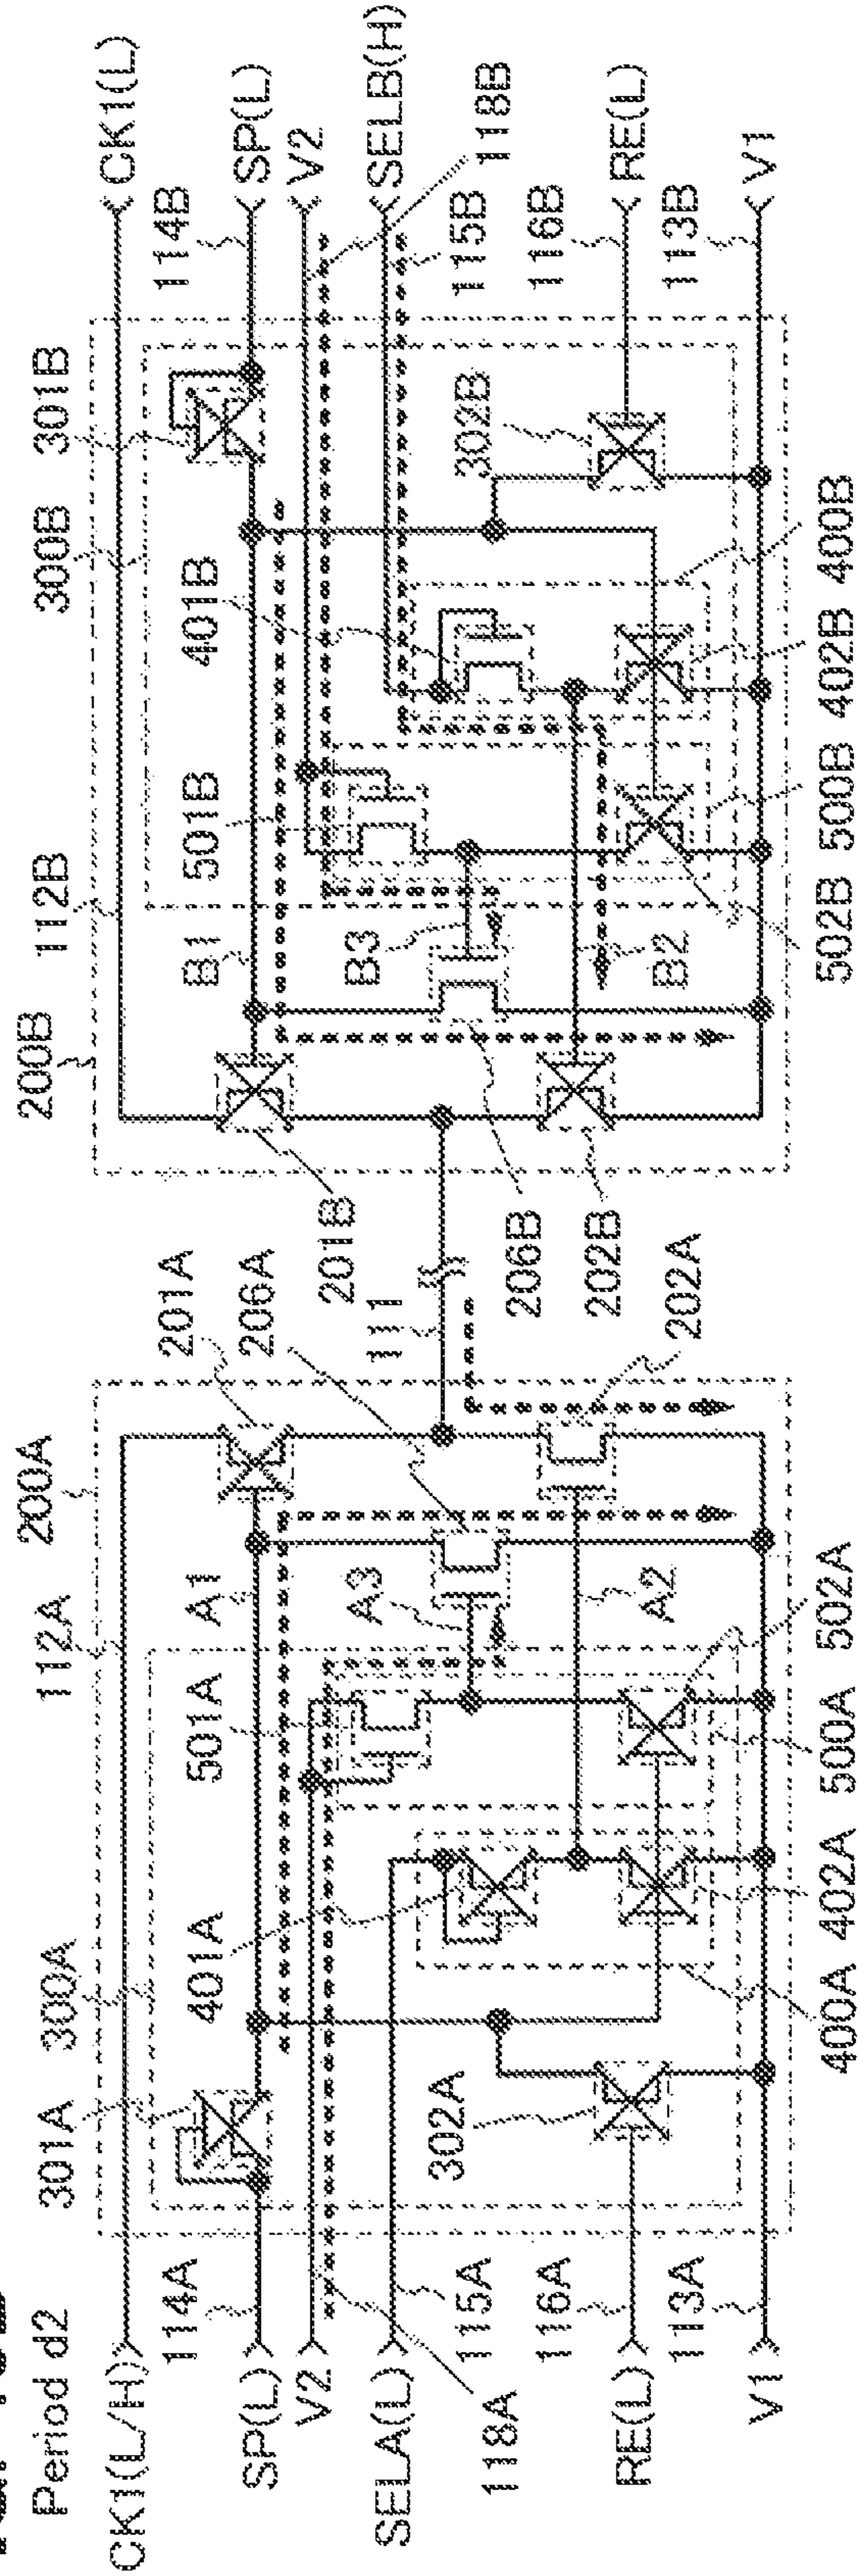 Period d2
200A
112A
300A
301A
A1
201A
206A
501A
401A
A3
111
302A
A2
202A
CK1(L/H)
114A
SP(L)
V2
SELA(L)
118A
115A
RE(L)
116A
V1
113A
400A
402A
500A
502A
200B
112B
300B
301B
B1
501B
401B
201B
B3
206B
B2
202B
302B
CK1(L)
114B
SP(L)
V2
118B
SELB(H)
115B
RE(L)
116B
V1
113B
502B
500B
402B
400B